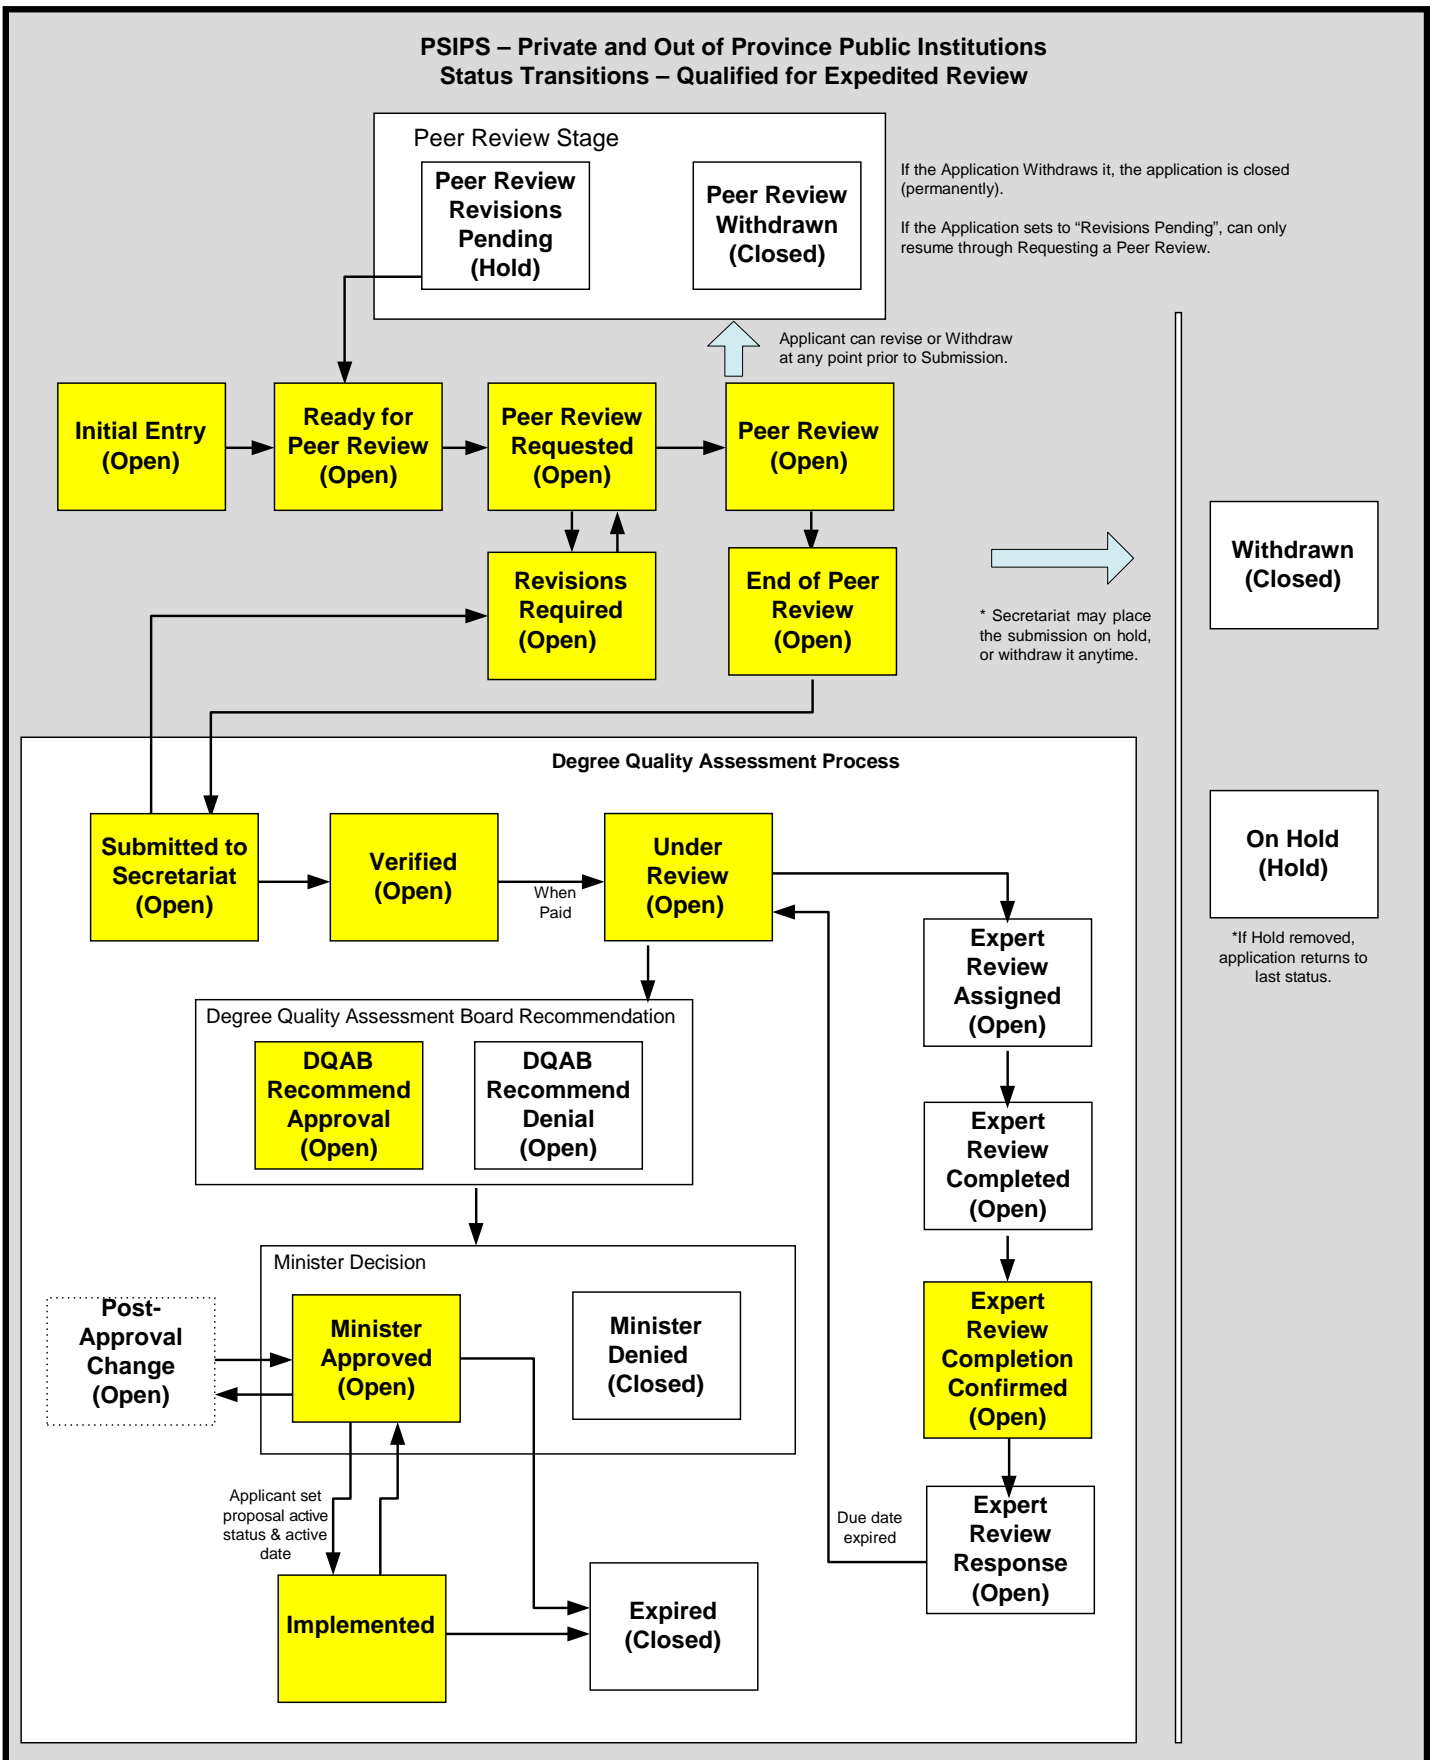 PSIPS – Private and Out of Province Public Institutions
Status Transitions – Qualified for Expedited Review
Peer Review Stage
Peer Review
Revisions
Pending
(Hold)
Peer Review
Withdrawn
(Closed)
If the Application Withdraws it, the application is closed
(permanently).
If the Application sets to “Revisions Pending”, can only
resume through Requesting a Peer Review.
Applicant can revise or Withdraw
at any point prior to Submission.
Initial Entry
(Open)
Ready for
Peer Review
(Open)
Peer Review
Requested
(Open)
Peer Review
(Open)
Revisions
Required
(Open)
End of Peer
Review
(Open)
* Secretariat may place
the submission on hold,
or withdraw it anytime.
Withdrawn
(Closed)
On Hold
(Hold)
*If Hold removed,
application returns to
last status.
Degree Quality Assessment Process
Submitted to
Secretariat
(Open)
Verified
(Open)
When
Paid
Under
Review
(Open)
Expert
Review
Assigned
(Open)
Degree Quality Assessment Board Recommendation
DQAB
Recommend
Approval
(Open)
DQAB
Recommend
Denial
(Open)
Expert
Review
Completed
(Open)
Minister Decision
Post-
Approval
Change
(Open)
Minister
Approved
(Open)
Minister
Denied
(Closed)
Expert
Review
Completion
Confirmed
(Open)
Applicant set
proposal active
status & active
date
Due date
expired
Expert
Review
Response
(Open)
Implemented
Expired
(Closed)